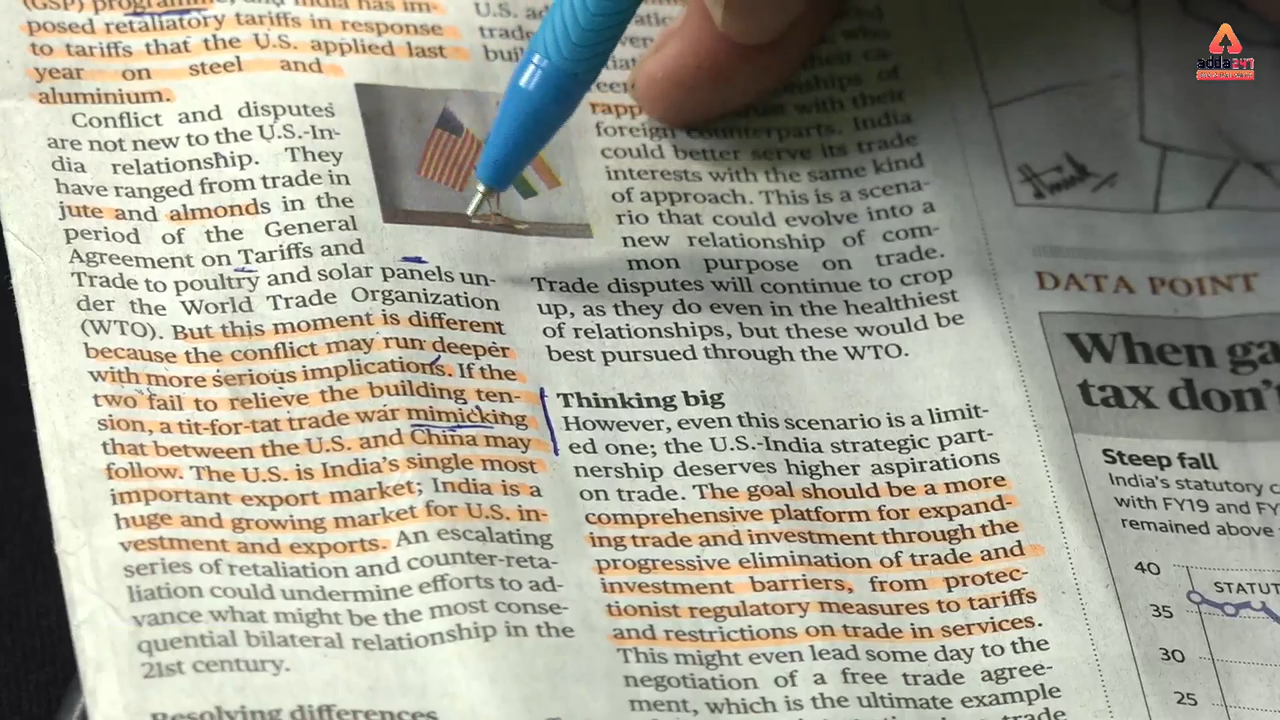 (GSP) programme, and India has im-
posed retaliatory tariffs in response
to tariffs that the U.S. applied last
year on steel and
aluminium.
Conflict and disputes
are not new to the U.S.-In-
dia relationship. They
have ranged from trade in
jute and almonds in the
period of the General
Agreement on Tariffs and
Trade to poultry and solar panels un-
der the World Trade Organization
(WTO). But this moment is different
because the conflict may run deeper
with more serious implications. If the
two fail to relieve the building ten-
sion, a tit-for-tat trade war mimicking
that between the U.S. and China may
follow. The U.S. is India's single most
important export market; India is a
huge and growing market for U.S. in-
vestment and exports. An escalating
series of retaliation and counter-reta-
liation could undermine efforts to ad-
vance what might be the most conse-
quential bilateral relationship in the
21st century.
Resolving differences
U.S.
with their
foreign counterparts. India
could better serve its trade
interests with the same kind
of approach. This is a scena-
rio that could evolve into a
new relationship of com-
mon purpose on trade.
Trade disputes will continue to crop
up, as they do even in the healthiest
of relationships, but these would be
best pursued through the WTO.
Thinking big
However, even this scenario is a limit-
ed one; the U.S.-India strategic part-
nership deserves higher aspirations
on trade. The goal should be a more
comprehensive platform for expand-
ing trade and investment through the
progressive elimination of trade and
investment barriers, from protec-
tionist regulatory measures to tariffs
and restrictions on trade in services.
This might even lead some day to the
negotiation of a free trade agree-
ment, which is the ultimate example
trade
DATA POINT
When ga
tax don't
Steep fall
India's statutory c
with FY19 and FY
remained above
40
STATUT
35
30
25
adda247